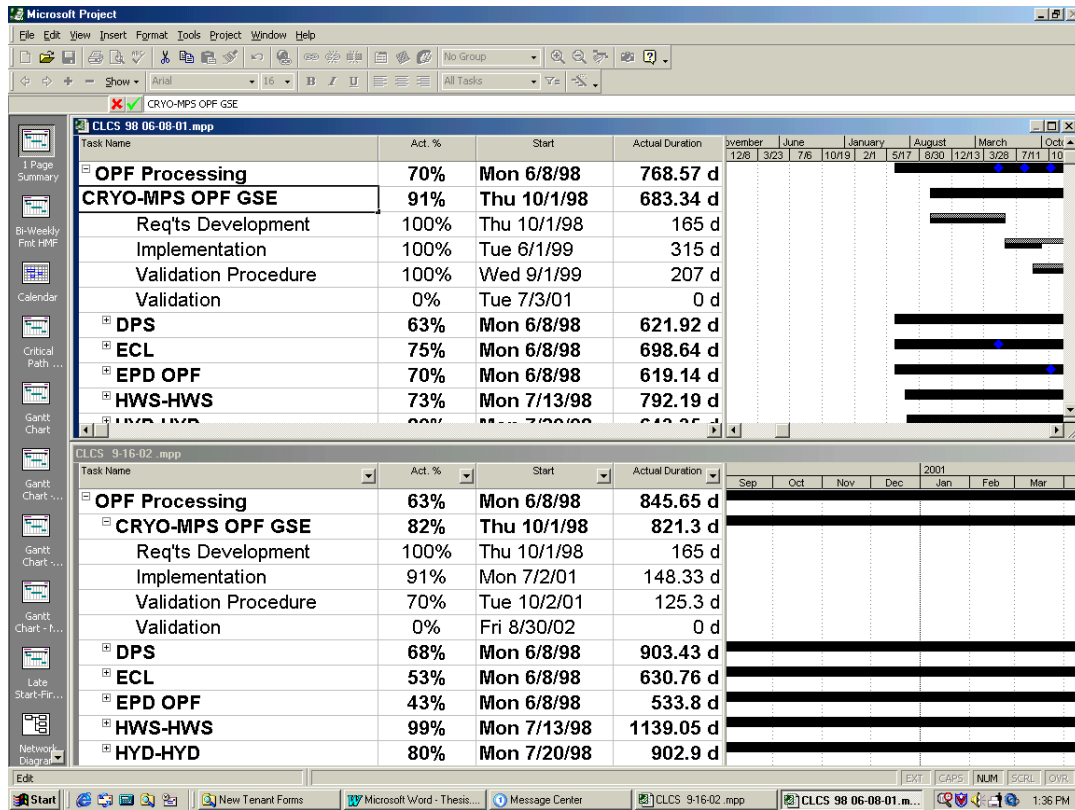 Microsoft Project
File Edit View Insert Format Tools Project Window Help
No Group
Show Arial 16 B I U All Tasks
CRYO-MPS OPF GSE
CLCS 98 06-08-01.mpp
Task Name Act. % Start Actual Duration
June January August March
12/8 3/23 7/6 10/19 2/1 5/17 8/30 12/13 3/28 7/11 10
OPF Processing 70% Mon 6/8/98 768.57 d
CRYO-MPS OPF GSE 91% Thu 10/1/98 683.34 d
Req'ts Development 100% Thu 10/1/98 165 d
Implementation 100% Tue 6/1/99 315 d
Validation Procedure 100% Wed 9/1/99 207 d
Validation 0% Tue 7/3/01 0 d
DPS 63% Mon 6/8/98 621.92 d
ECL 75% Mon 6/8/98 698.64 d
EPD OPF 70% Mon 6/8/98 619.14 d
HWS-HWS 73% Mon 7/13/98 792.19 d
1 Page
Summary
Bi-Weekly
Fmt HMF
Calendar
Critical
Path ...
Gantt
Chart
Gantt
Chart -...
Gantt
Chart -...
Gantt
Chart - M...
Late
Start-Fir...
Network
CLCS 9-16-02 .mpp
Task Name Act. % Start Actual Duration
2001
Sep Oct Nov Dec Jan Feb Mar
OPF Processing 63% Mon 6/8/98 845.65 d
CRYO-MPS OPF GSE 82% Thu 10/1/98 821.3 d
Req'ts Development 100% Thu 10/1/98 165 d
Implementation 91% Mon 7/2/01 148.33 d
Validation Procedure 70% Tue 10/2/01 125.3 d
Validation 0% Fri 8/30/02 0 d
DPS 68% Mon 6/8/98 903.43 d
ECL 53% Mon 6/8/98 630.76 d
EPD OPF 43% Mon 6/8/98 533.8 d
HWS-HWS 99% Mon 7/13/98 1139.05 d
HYD-HYD 80% Mon 7/20/98 902.9 d
Edit EXT CAPS NUM SCRL OVR
Start New Tenant Forms Microsoft Word - Thesis.... Message Center CLCS 9-16-02 .mpp CLCS 98 06-08-01.m... 1:36 PM